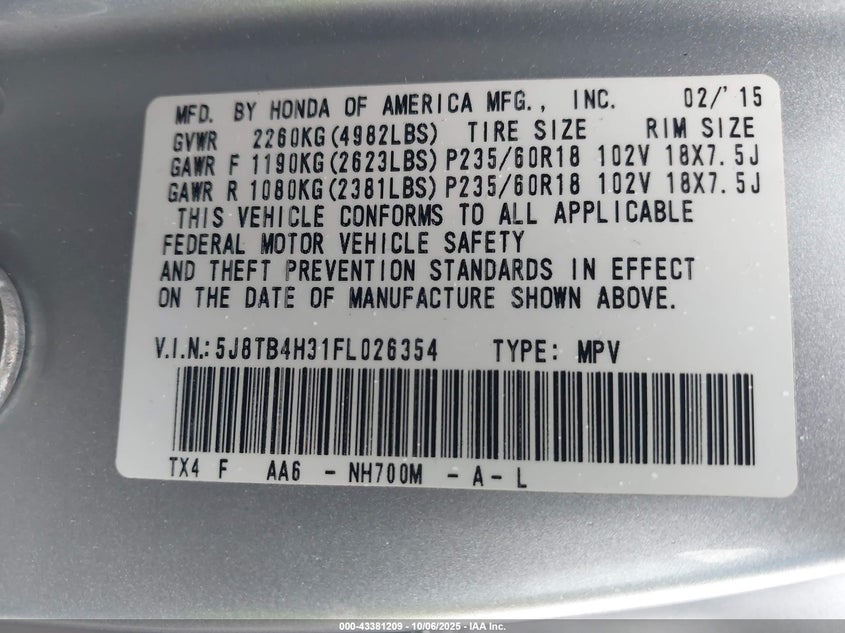 MFD. BY HONDA OF AMERICA MFG., INC. 02/'15
GVWR 2260KG(4982LBS) TIRE SIZE RIM SIZE
GAWR F 1190KG(2623LBS) P235/60R18 102V 18X7.5J
GAWR R 1080KG(2381LBS) P235/60R18 102V 18X7.5J
THIS VEHICLE CONFORMS TO ALL APPLICABLE
FEDERAL MOTOR VEHICLE SAFETY
AND THEFT PREVENTION STANDARDS IN EFFECT
ON THE DATE OF MANUFACTURE SHOWN ABOVE.
V.I.N.: 5J8TB4H31FL026354 TYPE: MPV
TX4 F AA6 - NH700M - A - L
000-43381209 - 10/06/2025 - IAA Inc.